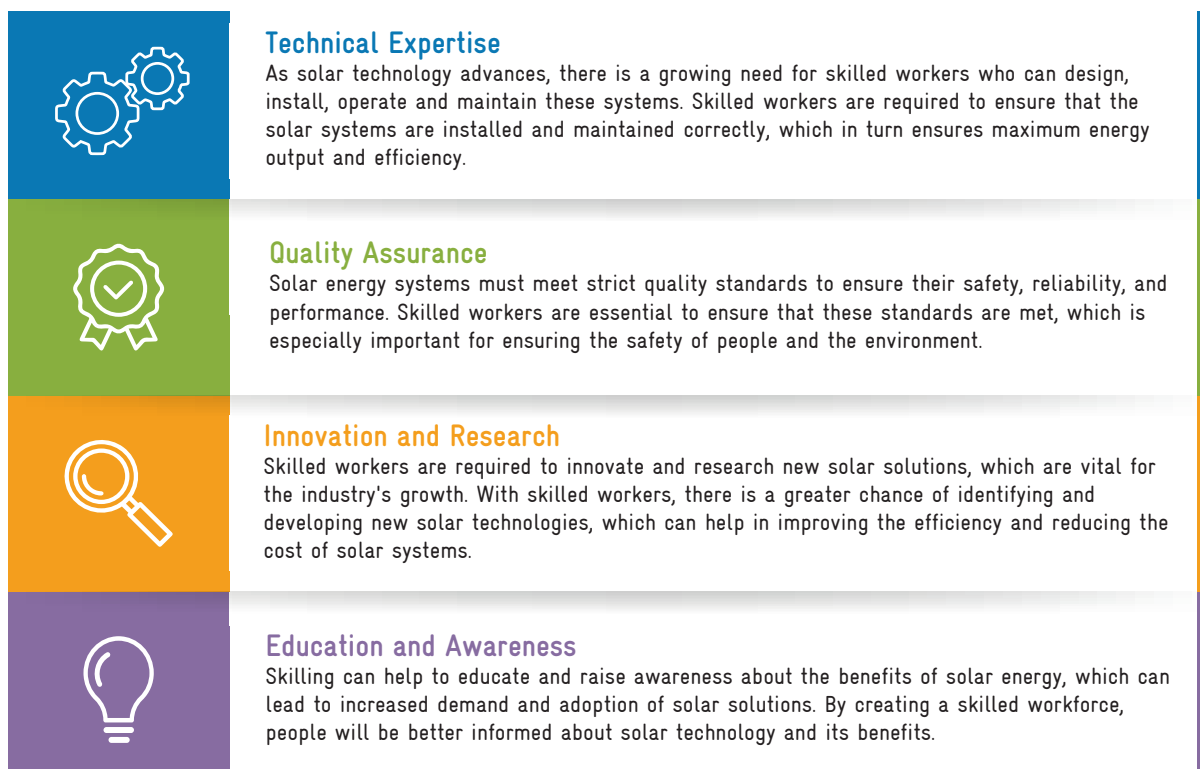 Technical Expertise
As solar technology advances, there is a growing need for skilled workers who can design,
install, operate and maintain these systems. Skilled workers are required to ensure that the
solar systems are installed and maintained correctly, which in turn ensures maximum energy
output and efficiency.
Quality Assurance
Solar energy systems must meet strict quality standards to ensure their safety, reliability, and
performance. Skilled workers are essential to ensure that these standards are met, which is
especially important for ensuring the safety of people and the environment.
Innovation and Research
Skilled workers are required to innovate and research new solar solutions, which are vital for
the industry's growth. With skilled workers, there is a greater chance of identifying and
developing new solar technologies, which can help in improving the efficiency and reducing the
cost of solar systems.
Education and Awareness
Skilling can help to educate and raise awareness about the benefits of solar energy, which can
lead to increased demand and adoption of solar solutions. By creating a skilled workforce,
people will be better informed about solar technology and its benefits.